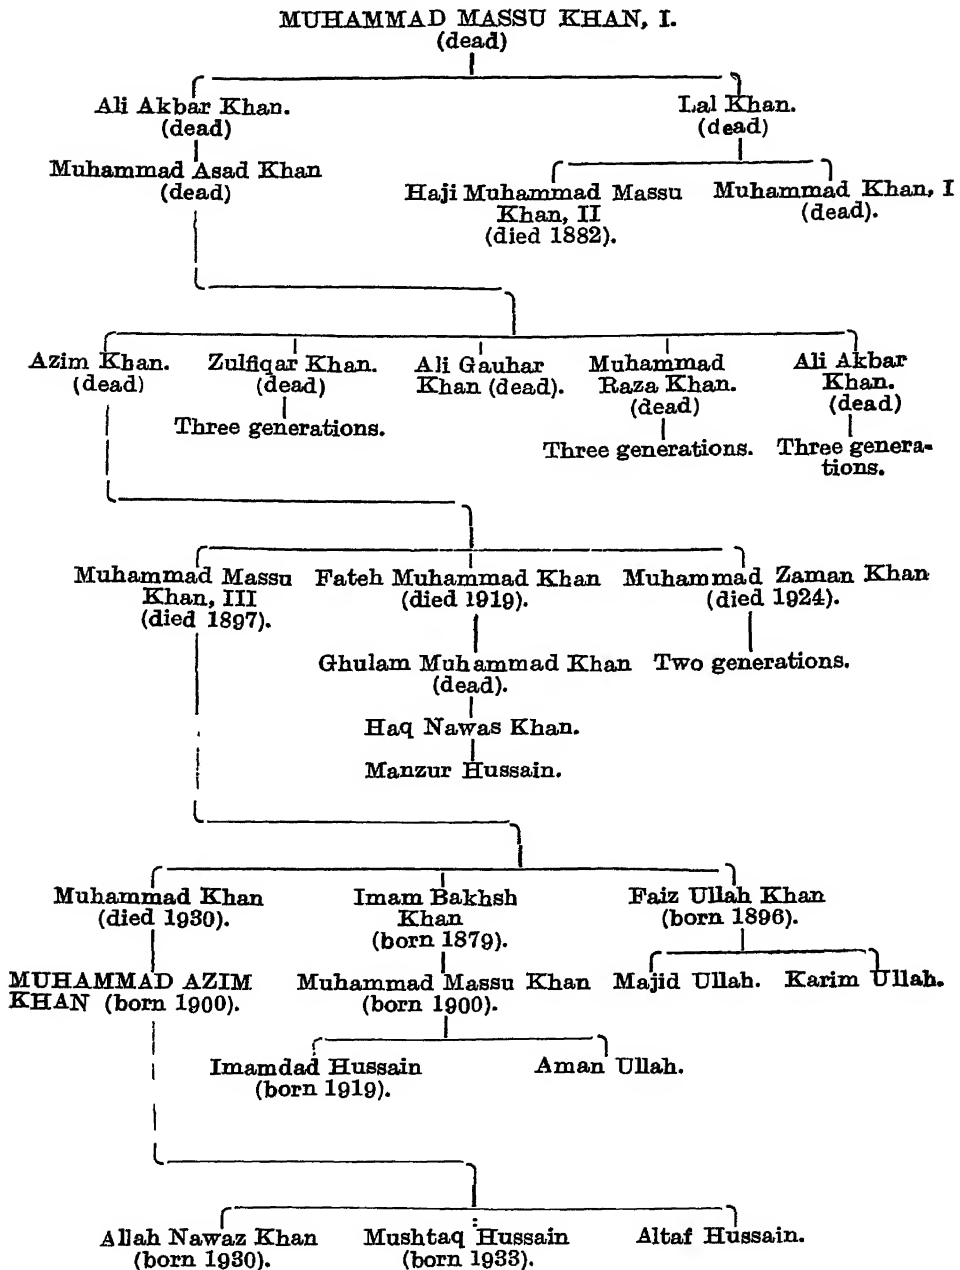 MUHAMMAD MASSU KHAN, I.
(dead)
Ali Akbar Khan.
(dead)
Lal Khan.
(dead)
Muhammad Asad Khan
(dead)
Haji Muhammad Massu
Khan, II
(died 1882).
Muhammad Khan, I
(dead).
Azim Khan.
(dead)
Zulfiqar Khan.
(dead)
Three generations.
Ali Gauhar
Khan (dead).
Muhammad
Raza Khan.
(dead)
Three generations.
Ali Akbar
Khan.
(dead)
Three genera-
tions.
Muhammad Massu
Khan, III
(died 1897).
Fateh Muhammad Khan
(died 1919).
Muhammad Zaman Khan
(died 1924).
Ghulam Muhammad Khan
(dead).
Two generations.
Haq Nawas Khan.
Manzur Hussain.
Muhammad Khan
(died 1930).
Imam Bakhsh
Khan
(born 1879).
Faiz Ullah Khan
(born 1896).
MUHAMMAD AZIM
KHAN (born 1900).
Muhammad Massu Khan
(born 1900).
Majid Ullah.
Karim Ullah.
Imamdad Hussain
(born 1919).
Aman Ullah.
Allah Nawaz Khan
(born 1930).
Mushtaq Hussain
(born 1933).
Altaf Hussain.